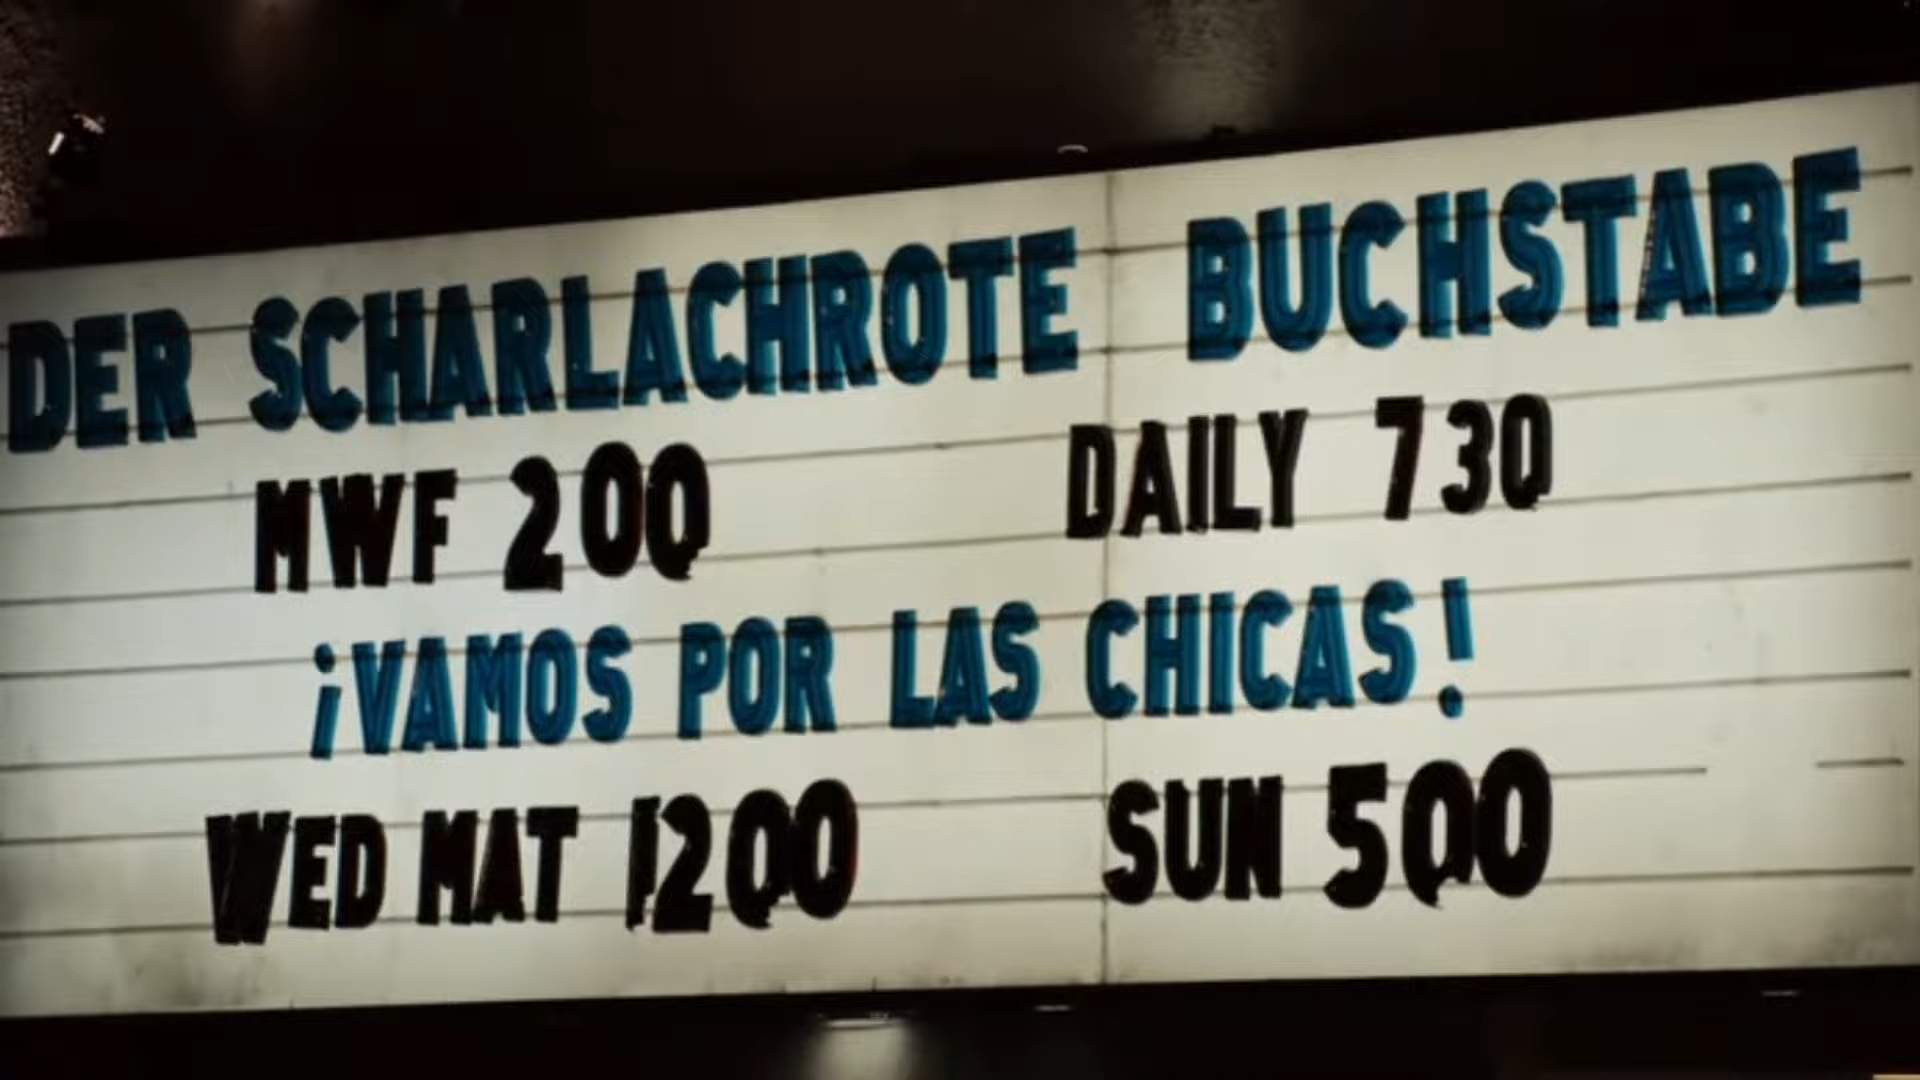 DER SCHARLACHROTE BUCHSTABE
MWF 200 DAILY 730
¡VAMOS POR LAS CHICAS!
WED MAT 1200 SUN 500